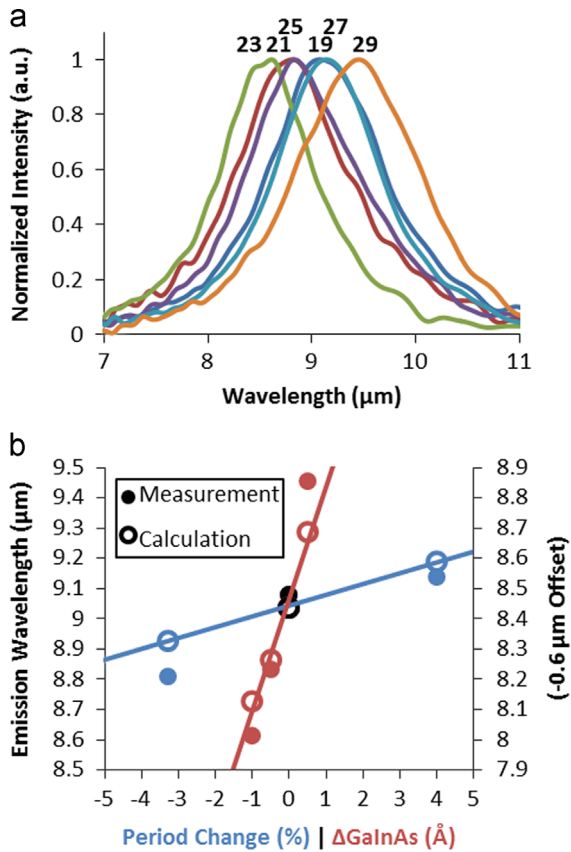 a
25 27
23 21 19 29
Normalized Intensity (a.u.)
1
0.8
0.6
0.4
0.2
0
7 8 9 10 11
Wavelength (µm)
b
Emission Wavelength (µm)
9.5
9.4
9.3
9.2
9.1
9
8.9
8.8
8.7
8.6
8.5
Measurement
Calculation
8.9
8.8
8.7
8.6
8.5
8.4
8.3
8.2
8.1
8
7.9
(-0.6 µm Offset)
-5 -4 -3 -2 -1 0 1 2 3 4 5
Period Change (%) | ΔGaInAs (Å)